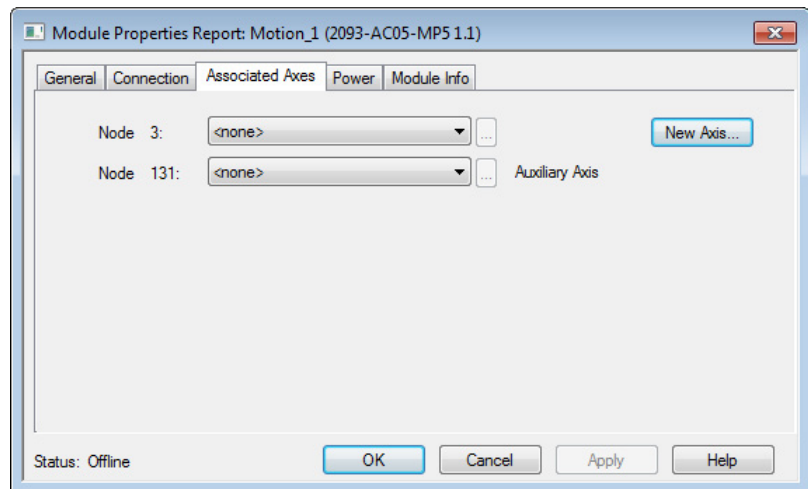 Module Properties Report: Motion_1 (2093-AC05-MP5 1.1)
General Connection Associated Axes Power Module Info
Node 3: <none> ... New Axis...
Node 131: <none> ... Auxiliary Axis
Status: Offline OK Cancel Apply Help